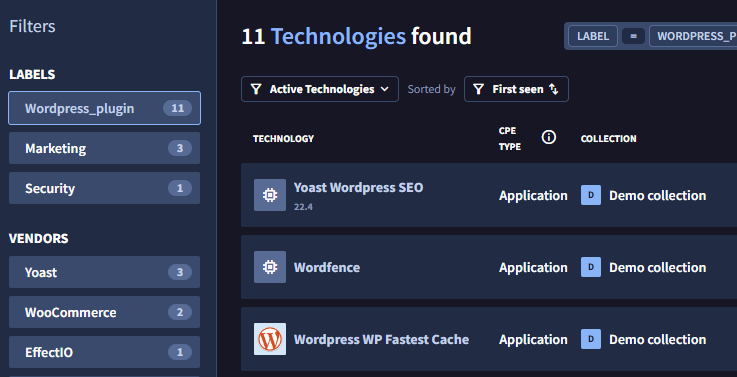 Filters
LABELS
Wordpress_plugin 11
Marketing 3
Security 1
VENDORS
Yoast 3
WooCommerce 2
EffectIO 1
11 Technologies found
LABEL = WORDPRESS_P
Active Technologies Sorted by First seen
TECHNOLOGY CPE TYPE COLLECTION
Yoast Wordpress SEO Application D Demo collection
22.4
Wordfence Application D Demo collection
Wordpress WP Fastest Cache Application D Demo collection